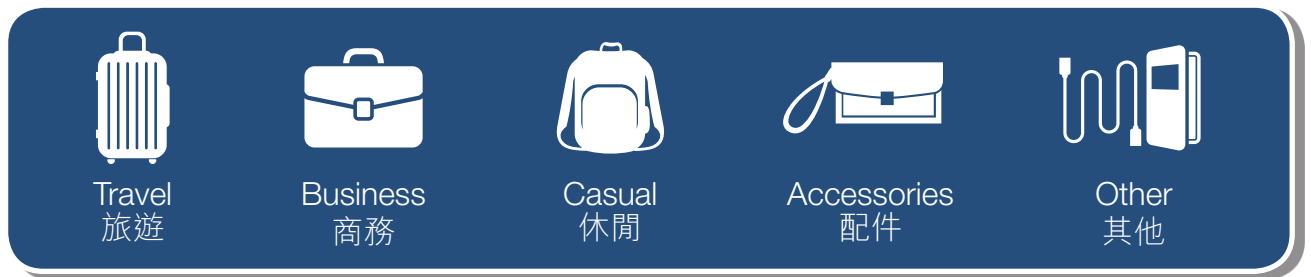 Travel
旅遊
Business
商務
Casual
休閒
Accessories
配件
Other
其他